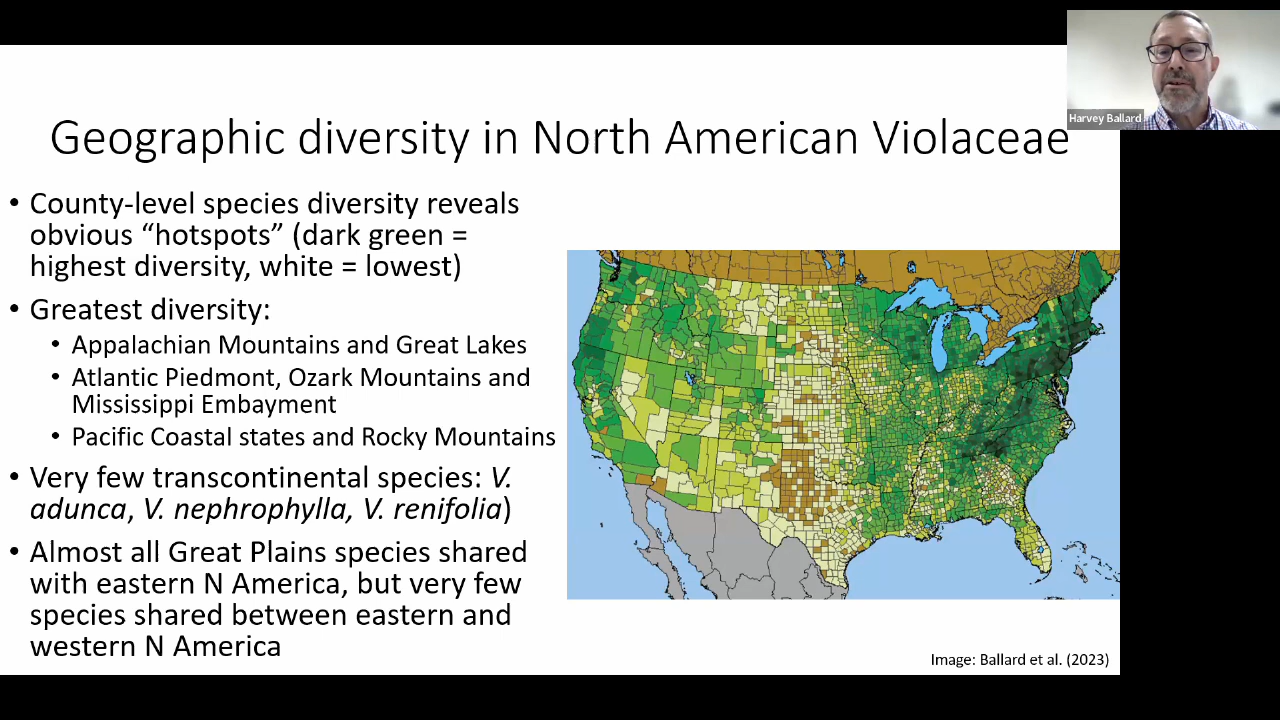 Harvey Ballard
Geographic diversity in North American Violaceae
• County-level species diversity reveals
obvious “hotspots” (dark green =
highest diversity, white = lowest)
• Greatest diversity:
• Appalachian Mountains and Great Lakes
• Atlantic Piedmont, Ozark Mountains and
Mississippi Embayment
• Pacific Coastal states and Rocky Mountains
• Very few transcontinental species: V.
adunca, V. nephrophylla, V. renifolia)
• Almost all Great Plains species shared
with eastern N America, but very few
species shared between eastern and
western N America
Image: Ballard et al. (2023)